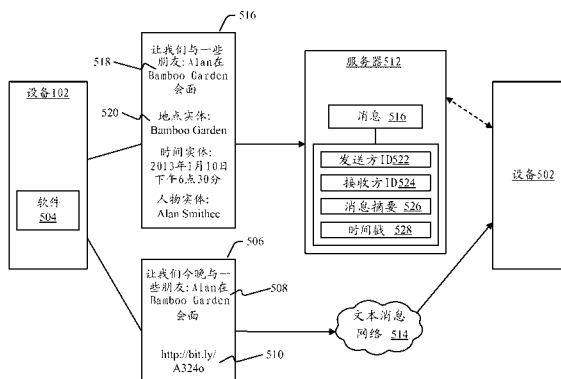 516
让我们与一些
朋友:Alan在
Bamboo Garden
会面
518
520
地点实体:
Bamboo Garden
时间实体:
2013年1月10日
下午6点30分
人物实体:
Alan Smithee
设备102
软件
504
服务器512
消息 516
发送方ID522
接收方ID524
消息摘要 526
时间戳 528
设备502
506
让我们今晚与一
些朋友:Alan在
Bamboo Garden
会面
508
http://bit.ly/
A324o
510
文本消息
网络 514